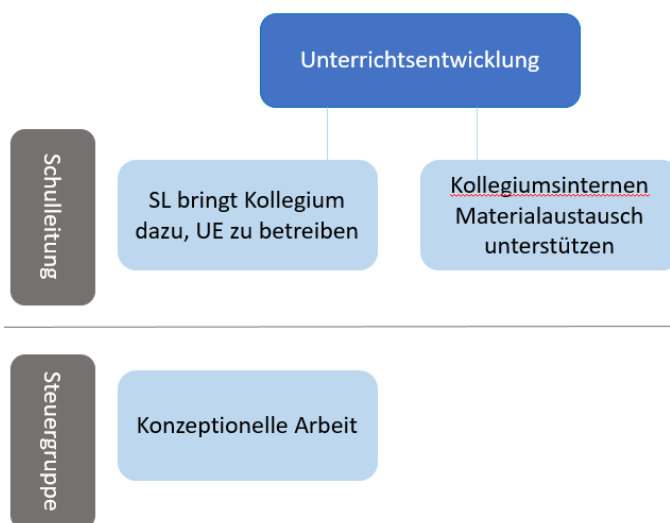 Unterrichtsentwicklung
Schulleitung
SL bringt Kollegium
dazu, UE zu betreiben
Kollegiumsinternen
Materialaustausch
unterstützen
Steuergruppe
Konzeptionelle Arbeit